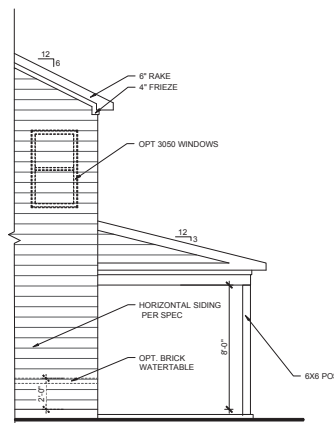 12
6
6" RAKE
4" FRIEZE
OPT 3050 WINDOWS
12
3
HORIZONTAL SIDING
PER SPEC
8'-0"
OPT. BRICK
WATERTABLE
6X6 POS
2'-0"